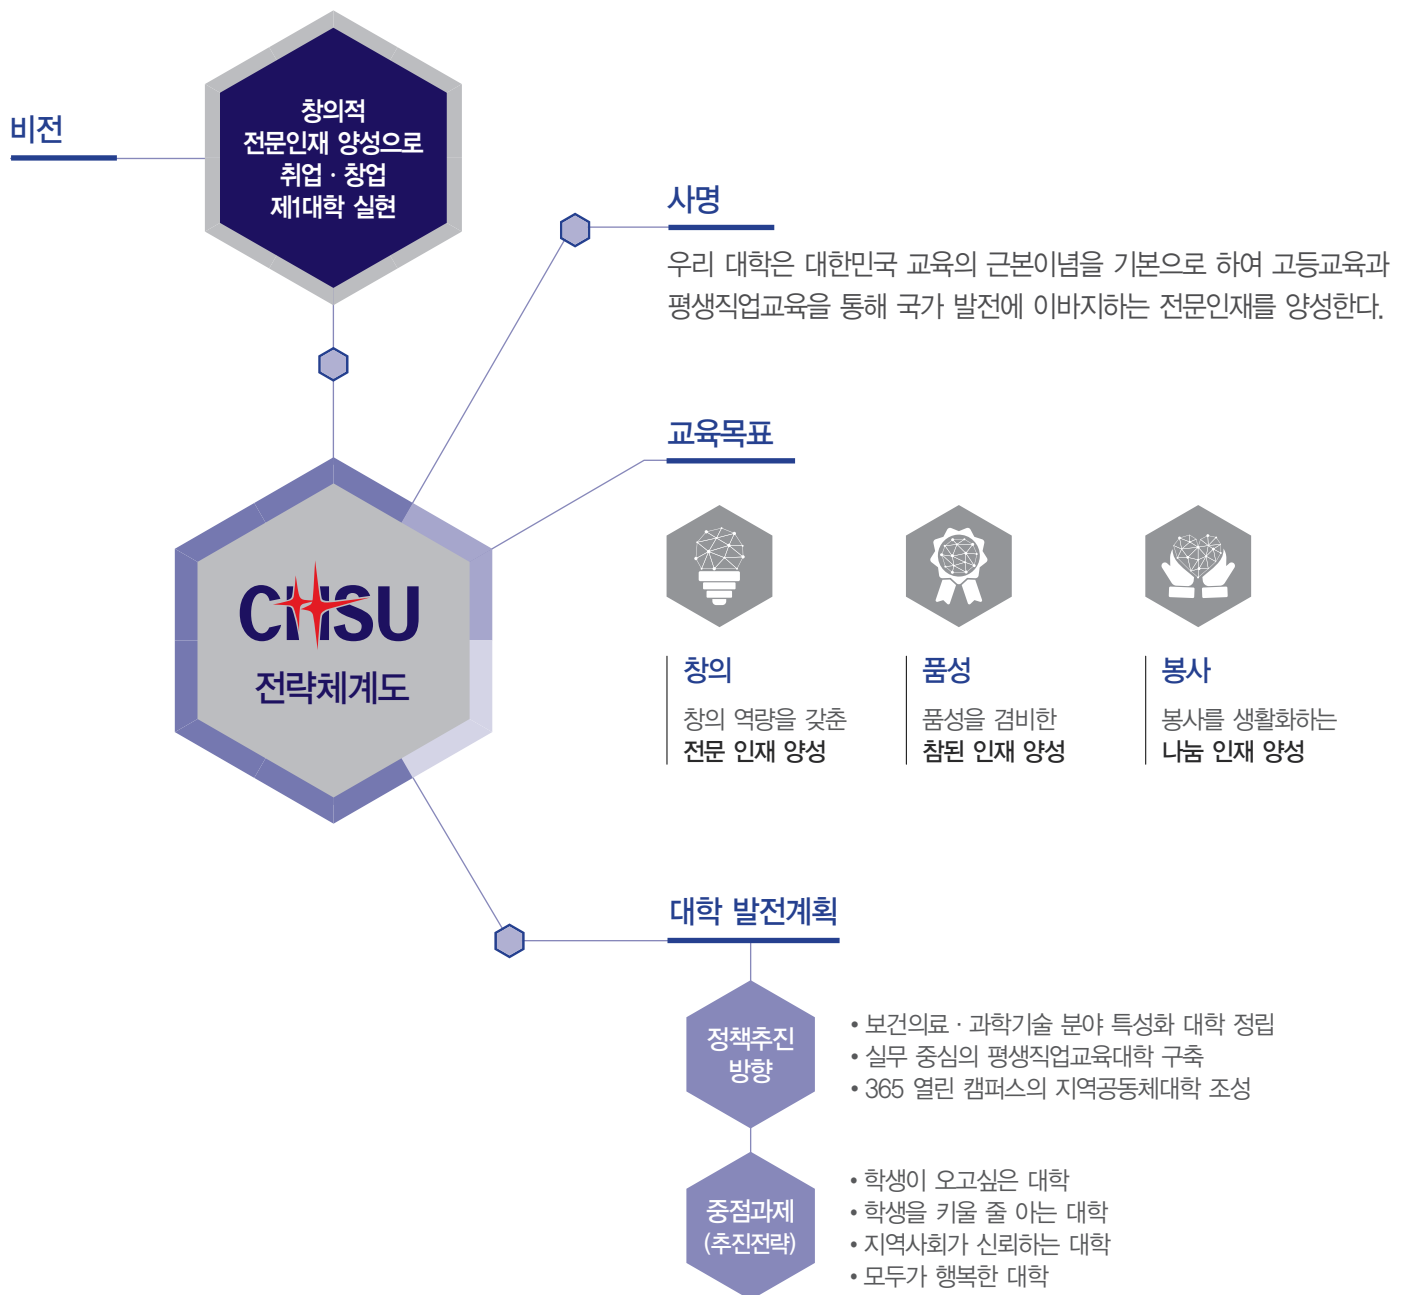 비전
창의적
전문인재 양성으로
취업 · 창업
제1대학 실현
사명
우리 대학은 대한민국 교육의 근본이념을 기본으로 하여 고등교육과
평생직업교육을 통해 국가 발전에 이바지하는 전문인재를 양성한다.
교육목표
CHSU
전략체계도
창의
창의 역량을 갖춘
전문 인재 양성
품성
품성을 겸비한
참된 인재 양성
봉사
봉사를 생활화하는
나눔 인재 양성
대학 발전계획
정책추진
방향
• 보건의료 · 과학기술 분야 특성화 대학 정립
• 실무 중심의 평생직업교육대학 구축
• 365 열린 캠퍼스의 지역공동체대학 조성
중점과제
(추진전략)
• 학생이 오고싶은 대학
• 학생을 키울 줄 아는 대학
• 지역사회가 신뢰하는 대학
• 모두가 행복한 대학